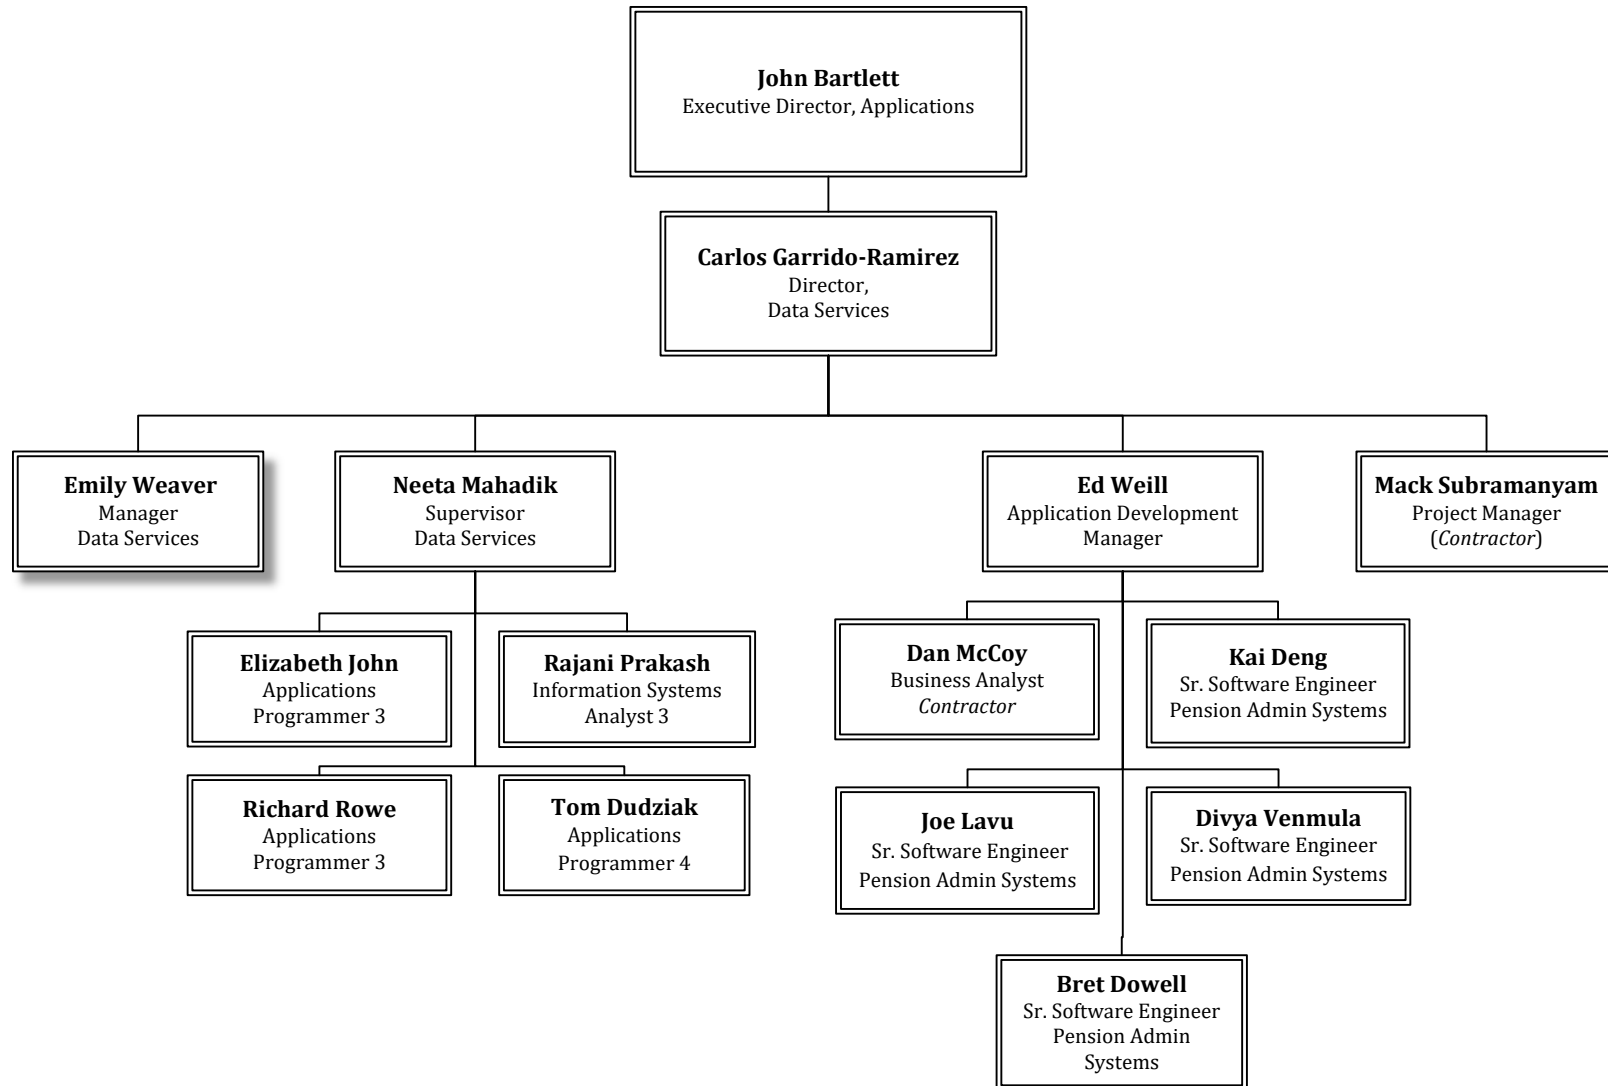 John Bartlett
Executive Director, Applications
Carlos Garrido-Ramirez
Director,
Data Services
Emily Weaver
Manager
Data Services
Neeta Mahadik
Supervisor
Data Services
Ed Weill
Application Development
Manager
Mack Subramanyam
Project Manager
(Contractor)
Elizabeth John
Applications
Programmer 3
Rajani Prakash
Information Systems
Analyst 3
Dan McCoy
Business Analyst
Contractor
Kai Deng
Sr. Software Engineer
Pension Admin Systems
Richard Rowe
Applications
Programmer 3
Tom Dudziak
Applications
Programmer 4
Joe Lavu
Sr. Software Engineer
Pension Admin Systems
Divya Venmula
Sr. Software Engineer
Pension Admin Systems
Bret Dowell
Sr. Software Engineer
Pension Admin
Systems